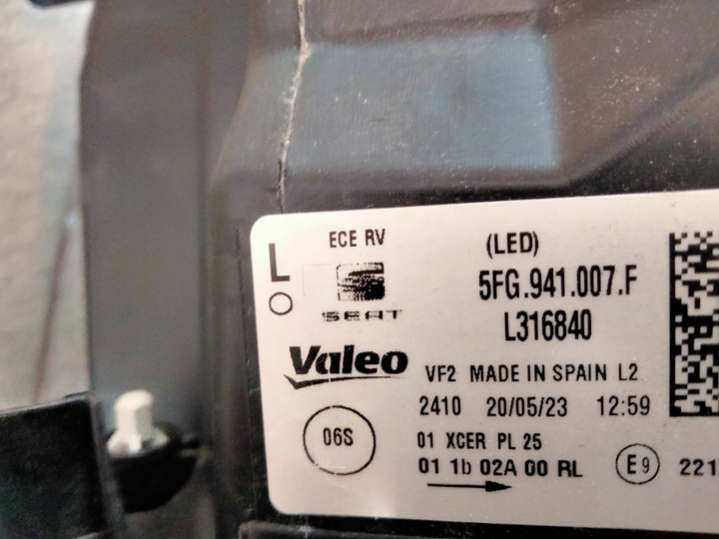 L
ECE RV
(LED)
SEAT
5FG.941.007.F
L316840
Valeo
VF2 MADE IN SPAIN L2
2410 20/05/23 12:59
06S
01 XCER PL 25
01 1b 02A 00 RL
E9
221